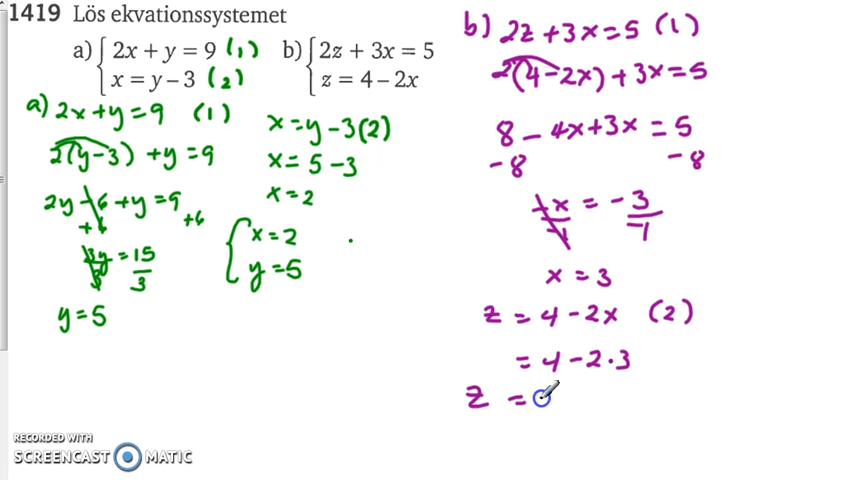 1419 Lös ekvationssystemet
a) { 2x + y = 9 (1)
x = y – 3 (2)
b) { 2z + 3x = 5
z = 4 – 2x
a) 2x+y=9 (1)
2(y-3) +y=9
2y-6+y=9
+6 +6
3y = 15
3 3
y=5
x=y-3(2)
x=5-3
x=2
{ x=2
y=5
b) 2z+3x=5 (1)
2(4-2x)+3x=5
8-4x+3x=5
-8 -8
-x = -3
-1 -1
x = 3
z = 4-2x (2)
= 4-2·3
z =
RECORDED WITH
SCREENCAST MATIC